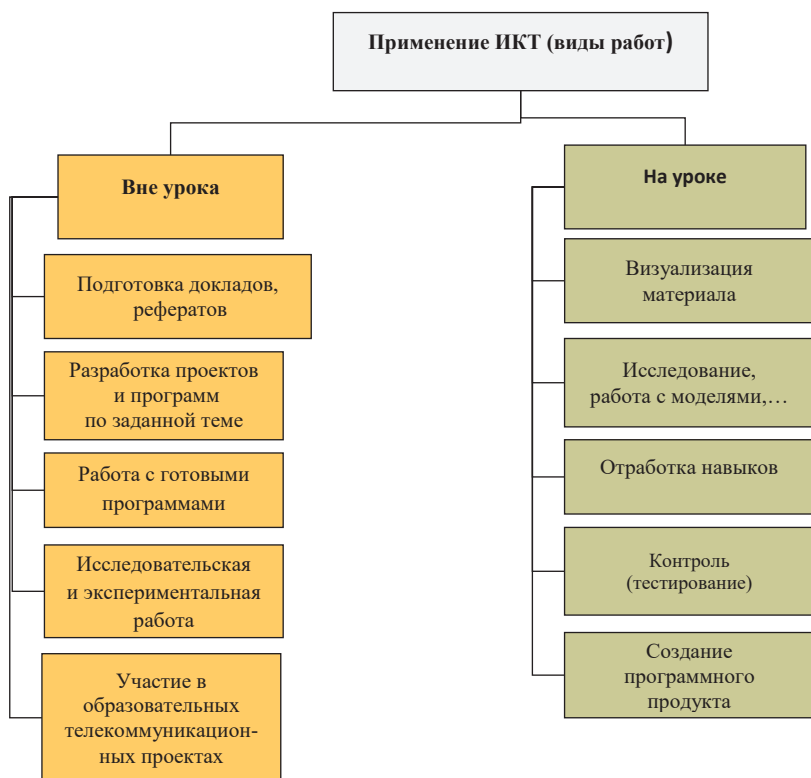 Применение ИКТ (виды работ)
Вне урока
Подготовка докладов,
рефератов
Разработка проектов
и программ
по заданной теме
Работа с готовыми
программами
Исследовательская
и экспериментальная
работа
Участие в
образовательных
телекоммуникацион-
ных проектах
На уроке
Визуализация
материала
Исследование,
работа с моделями,…
Отработка навыков
Контроль
(тестирование)
Создание
программного
продукта